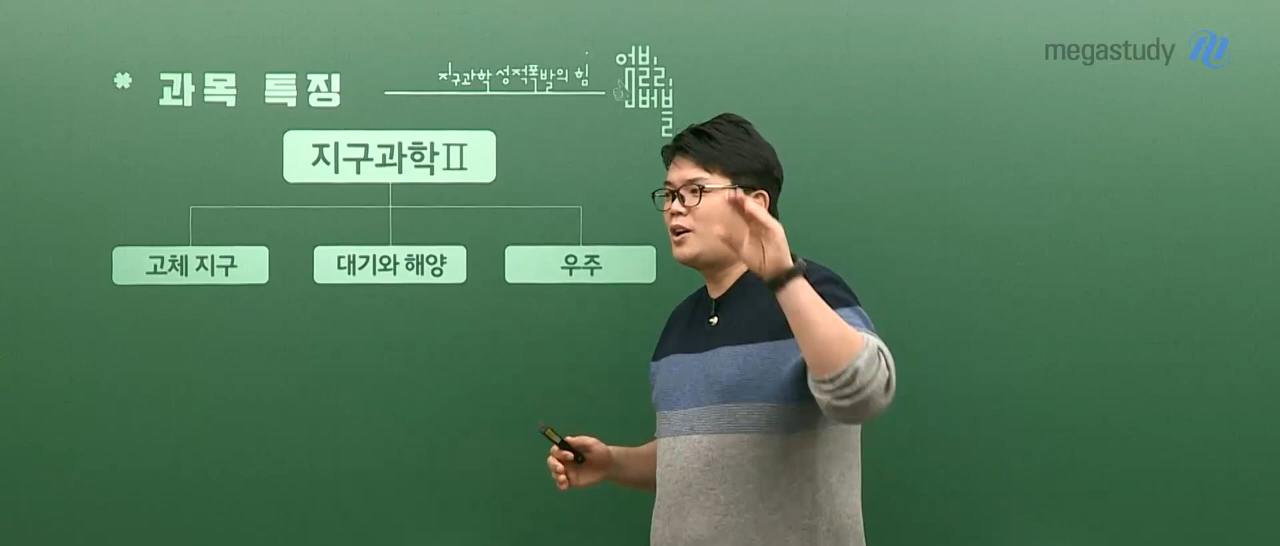 megastudy
지구과학 성적폭발의 힘
* 과목 특징
지구과학Ⅱ
고체 지구
대기와 해양
우주